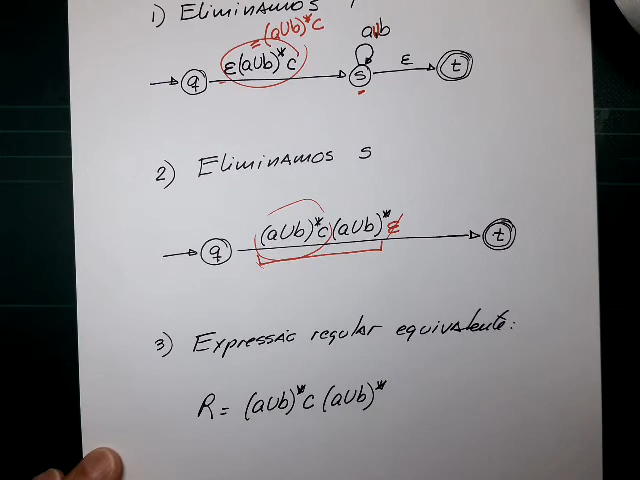 1) Eliminamos
= (a∪b)*c
a∪b
→ q ε(a∪b)*c s ε t
2) Eliminamos s
(a∪b)*c(a∪b)*ε
→ q t
3) Expressão regular equivalente:
R = (a∪b)*c (a∪b)*